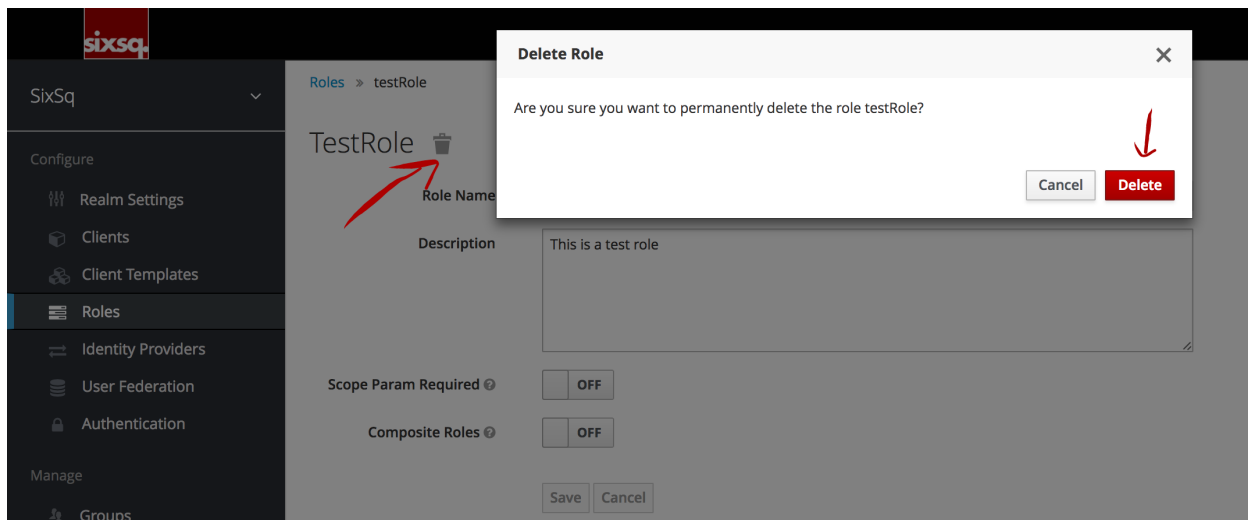 sixsq.
SixSq
Configure
Realm Settings
Clients
Client Templates
Roles
Identity Providers
User Federation
Authentication
Manage
Groups
Roles » testRole
TestRole
Role Name
Description
This is a test role
Scope Param Required
OFF
Composite Roles
OFF
Save Cancel
Delete Role
Are you sure you want to permanently delete the role testRole?
Cancel Delete